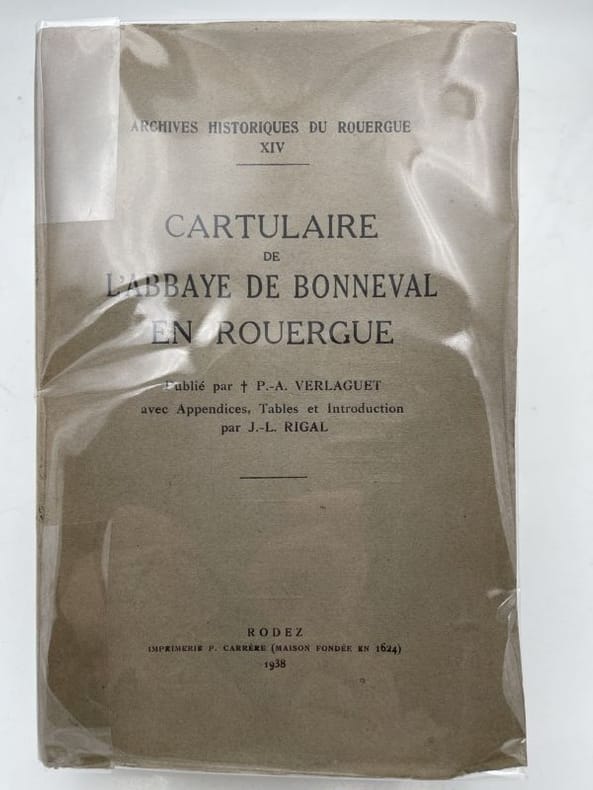 ARCHIVES HISTORIQUES DU ROUERGUE
XIV
CARTULAIRE
DE
L'ABBAYE DE BONNEVAL
EN ROUERGUE
Publié par † P.-A. VERLAGUET
avec Appendices, Tables et Introduction
par J.-L. RIGAL
RODEZ
IMPRIMERIE P. CARRÈRE (MAISON FONDÉE EN 1624)
1938